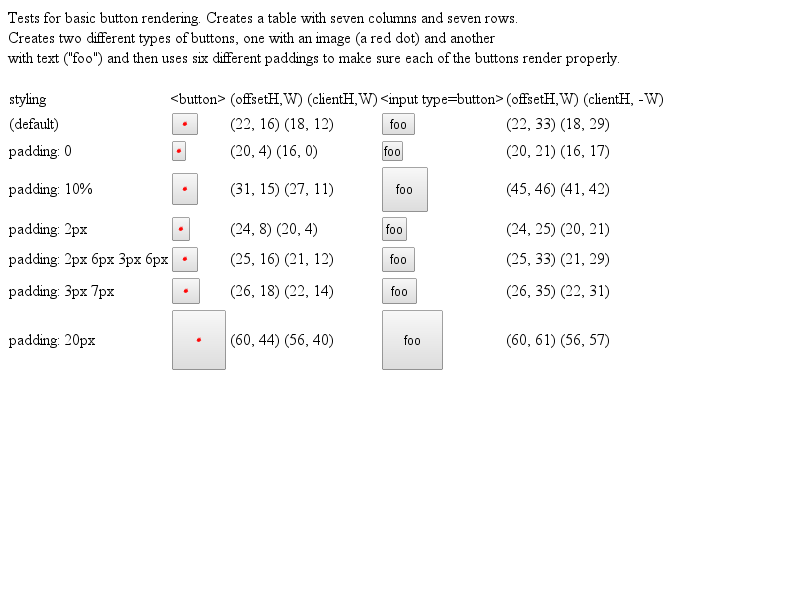 Tests for basic button rendering. Creates a table with seven columns and seven rows.
Creates two different types of buttons, one with an image (a red dot) and another
with text ("foo") and then uses six different paddings to make sure each of the buttons render properly.
styling <button> (offsetH,W) (clientH,W) <input type=button> (offsetH,W) (clientH, -W)
(default) (22, 16) (18, 12) foo (22, 33) (18, 29)
padding: 0 (20, 4) (16, 0) foo (20, 21) (16, 17)
padding: 10% (31, 15) (27, 11) foo (45, 46) (41, 42)
padding: 2px (24, 8) (20, 4) foo (24, 25) (20, 21)
padding: 2px 6px 3px 6px (25, 16) (21, 12) foo (25, 33) (21, 29)
padding: 3px 7px (26, 18) (22, 14) foo (26, 35) (22, 31)
padding: 20px (60, 44) (56, 40) foo (60, 61) (56, 57)